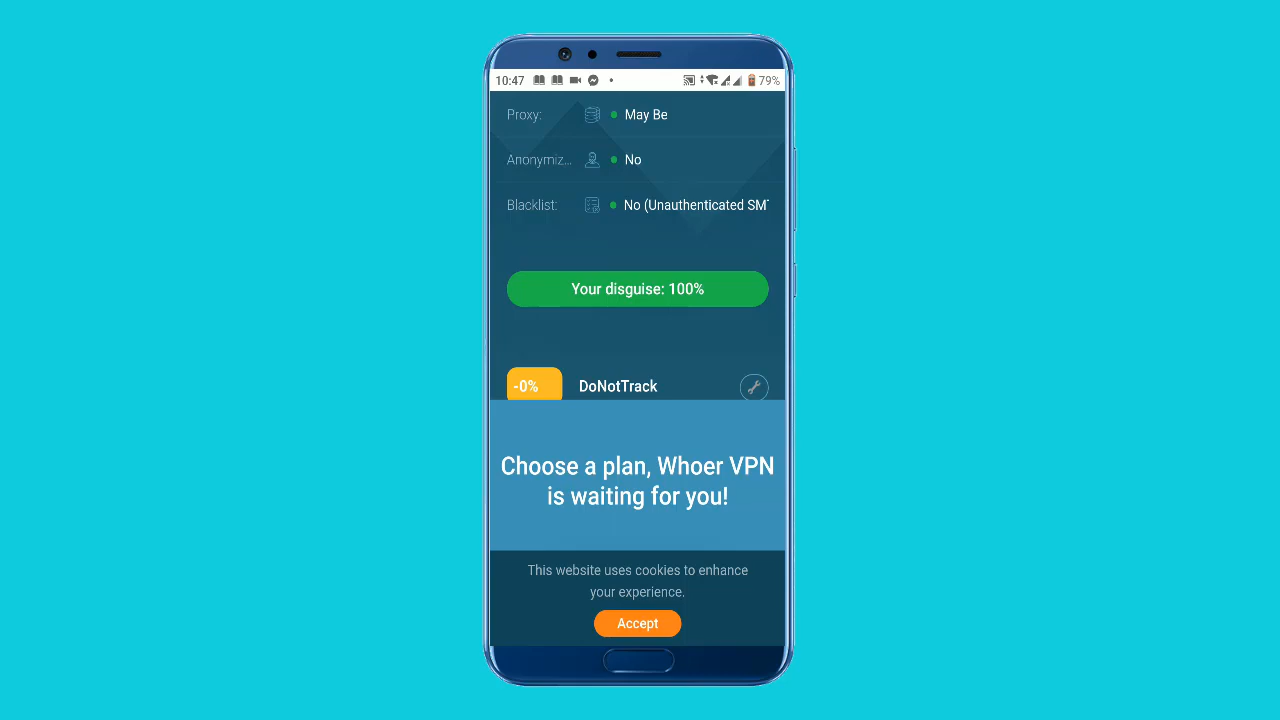 10:47 79%
Proxy: May Be
Anonymiz... No
Blacklist: No (Unauthenticated SMT
Your disguise: 100%
-0% DoNotTrack
Choose a plan, Whoer VPN
is waiting for you!
This website uses cookies to enhance
your experience.
Accept